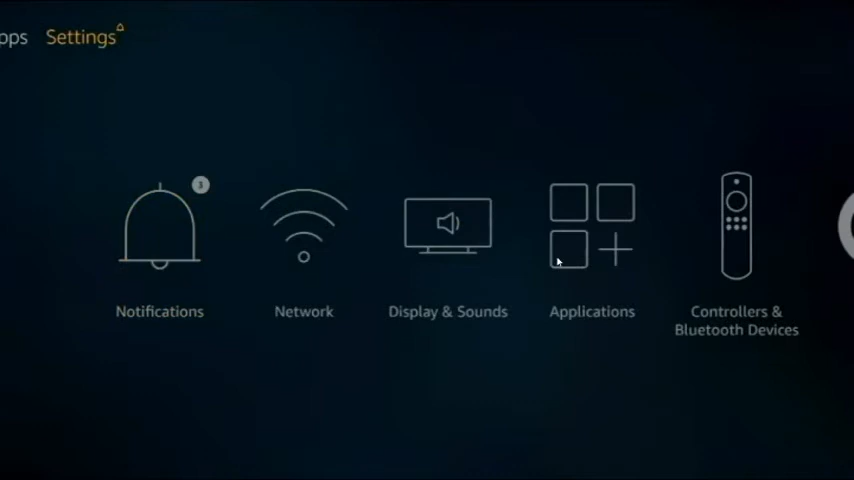 pps Settings
3
Notifications
Network
Display & Sounds
Applications
Controllers &
Bluetooth Devices